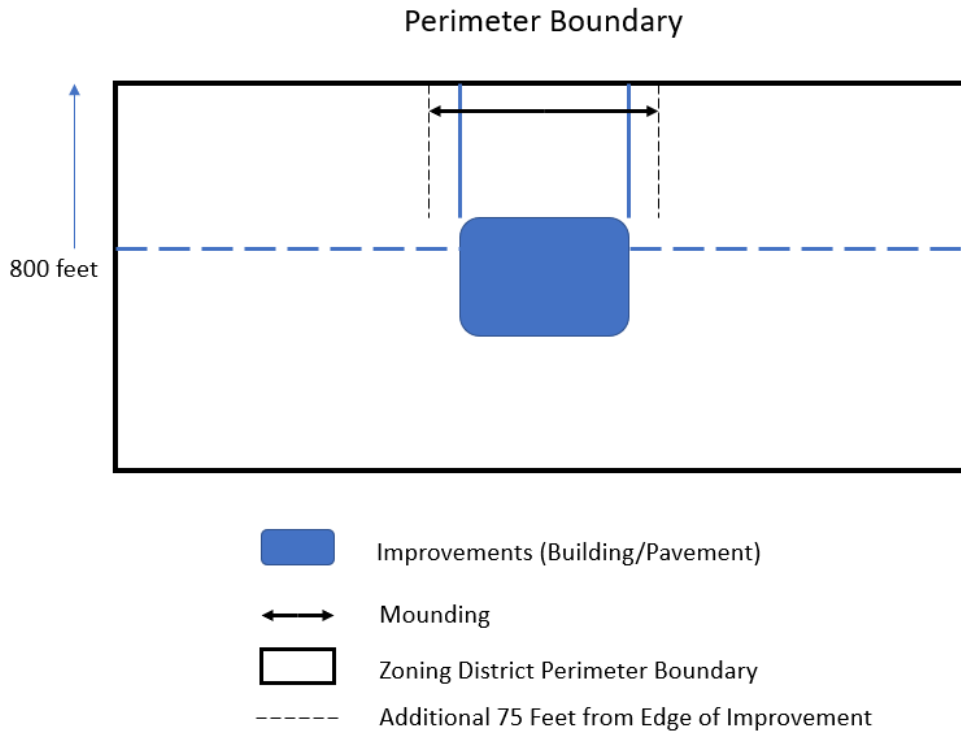 Perimeter Boundary
800 feet
Improvements (Building/Pavement)
Mounding
Zoning District Perimeter Boundary
Additional 75 Feet from Edge of Improvement